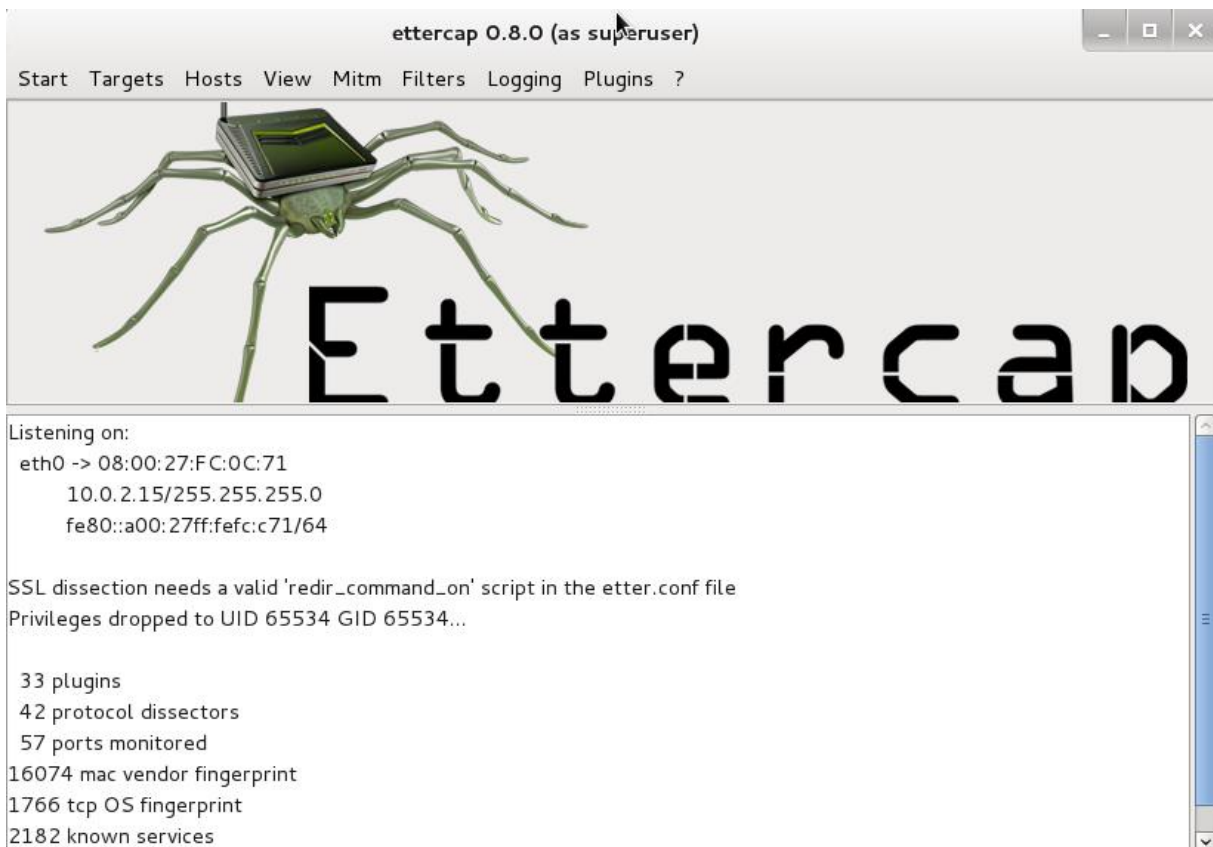 ettercap 0.8.0 (as superuser)
Start Targets Hosts View Mitm Filters Logging Plugins ?
Ettercap
Listening on:
eth0 -> 08:00:27:FC:0C:71
10.0.2.15/255.255.255.0
fe80::a00:27ff:fefc:c71/64
SSL dissection needs a valid 'redir_command_on' script in the etter.conf file
Privileges dropped to UID 65534 GID 65534...
33 plugins
42 protocol dissectors
57 ports monitored
16074 mac vendor fingerprint
1766 tcp OS fingerprint
2182 known services